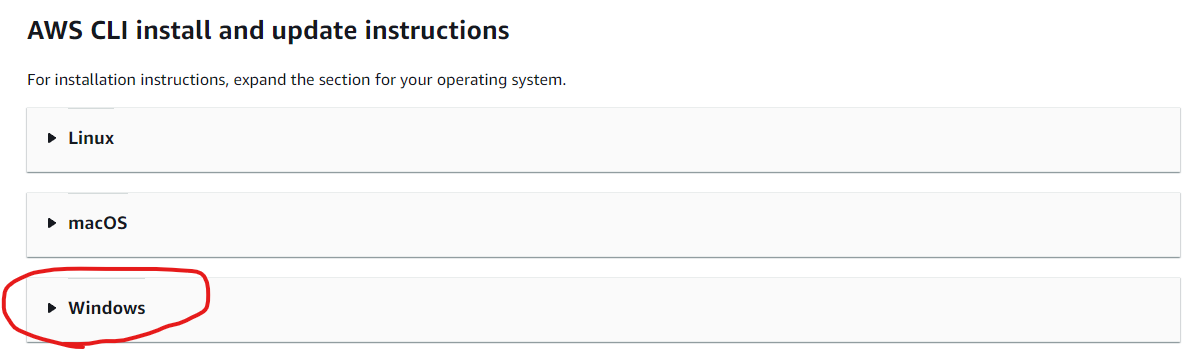 AWS CLI install and update instructions
For installation instructions, expand the section for your operating system.
Linux
macOS
Windows